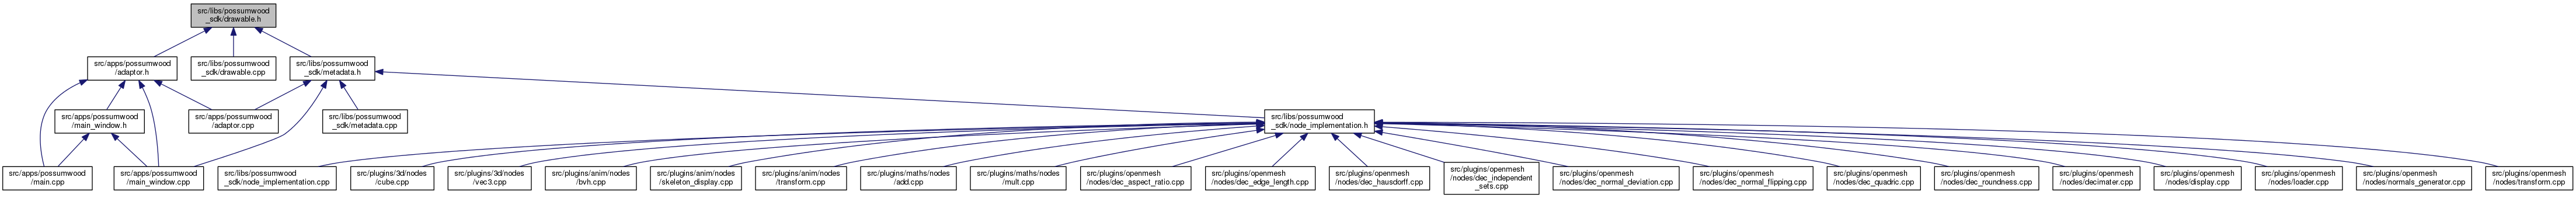 src/libs/possumwood
_sdk/drawable.h
src/apps/possumwood
/adaptor.h
src/libs/possumwood
_sdk/drawable.cpp
src/libs/possumwood
_sdk/metadata.h
src/apps/possumwood
/main_window.h
src/apps/possumwood
/adaptor.cpp
src/libs/possumwood
_sdk/metadata.cpp
src/libs/possumwood
_sdk/node_implementation.h
src/apps/possumwood
/main.cpp
src/apps/possumwood
/main_window.cpp
src/libs/possumwood
_sdk/node_implementation.cpp
src/plugins/3d/nodes
/cube.cpp
src/plugins/3d/nodes
/vec3.cpp
src/plugins/anim/nodes
/bvh.cpp
src/plugins/anim/nodes
/skeleton_display.cpp
src/plugins/anim/nodes
/transform.cpp
src/plugins/maths/nodes
/add.cpp
src/plugins/maths/nodes
/mult.cpp
src/plugins/openmesh
/nodes/dec_aspect_ratio.cpp
src/plugins/openmesh
/nodes/dec_edge_length.cpp
src/plugins/openmesh
/nodes/dec_hausdorff.cpp
src/plugins/openmesh
/nodes/dec_independent
_sets.cpp
src/plugins/openmesh
/nodes/dec_normal_deviation.cpp
src/plugins/openmesh
/nodes/dec_normal_flipping.cpp
src/plugins/openmesh
/nodes/dec_quadric.cpp
src/plugins/openmesh
/nodes/dec_roundness.cpp
src/plugins/openmesh
/nodes/decimater.cpp
src/plugins/openmesh
/nodes/display.cpp
src/plugins/openmesh
/nodes/loader.cpp
src/plugins/openmesh
/nodes/normals_generator.cpp
src/plugins/openmesh
/nodes/transform.cpp